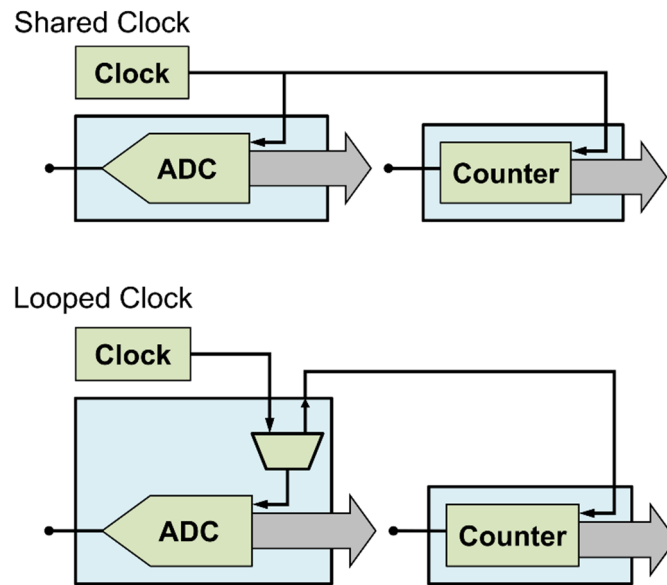 Shared Clock
Clock
ADC
Counter
Looped Clock
Clock
ADC
Counter